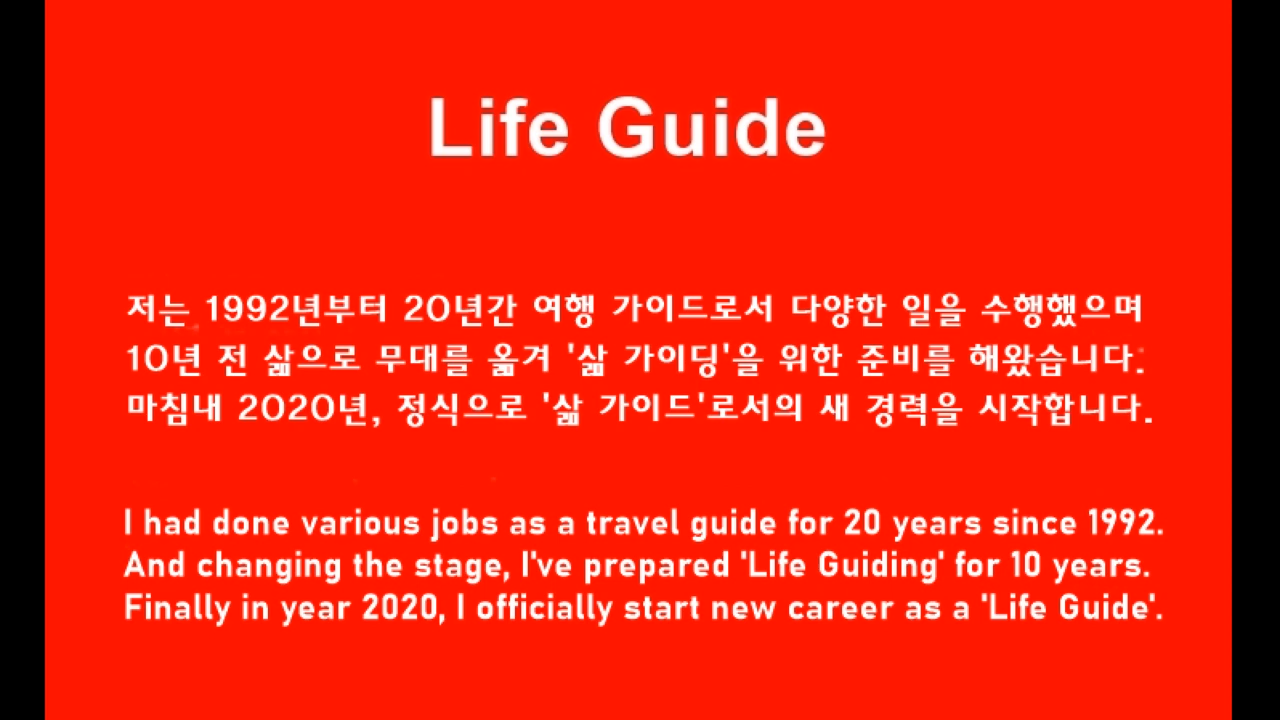 Life Guide
저는 1992년부터 20년간 여행 가이드로서 다양한 일을 수행했으며
10년 전 삶으로 무대를 옮겨 '삶 가이딩'을 위한 준비를 해왔습니다.
마침내 2020년, 정식으로 '삶 가이드'로서의 새 경력을 시작합니다.
I had done various jobs as a travel guide for 20 years since 1992.
And changing the stage, I've prepared 'Life Guiding' for 10 years.
Finally in year 2020, I officially start new career as a 'Life Guide'.